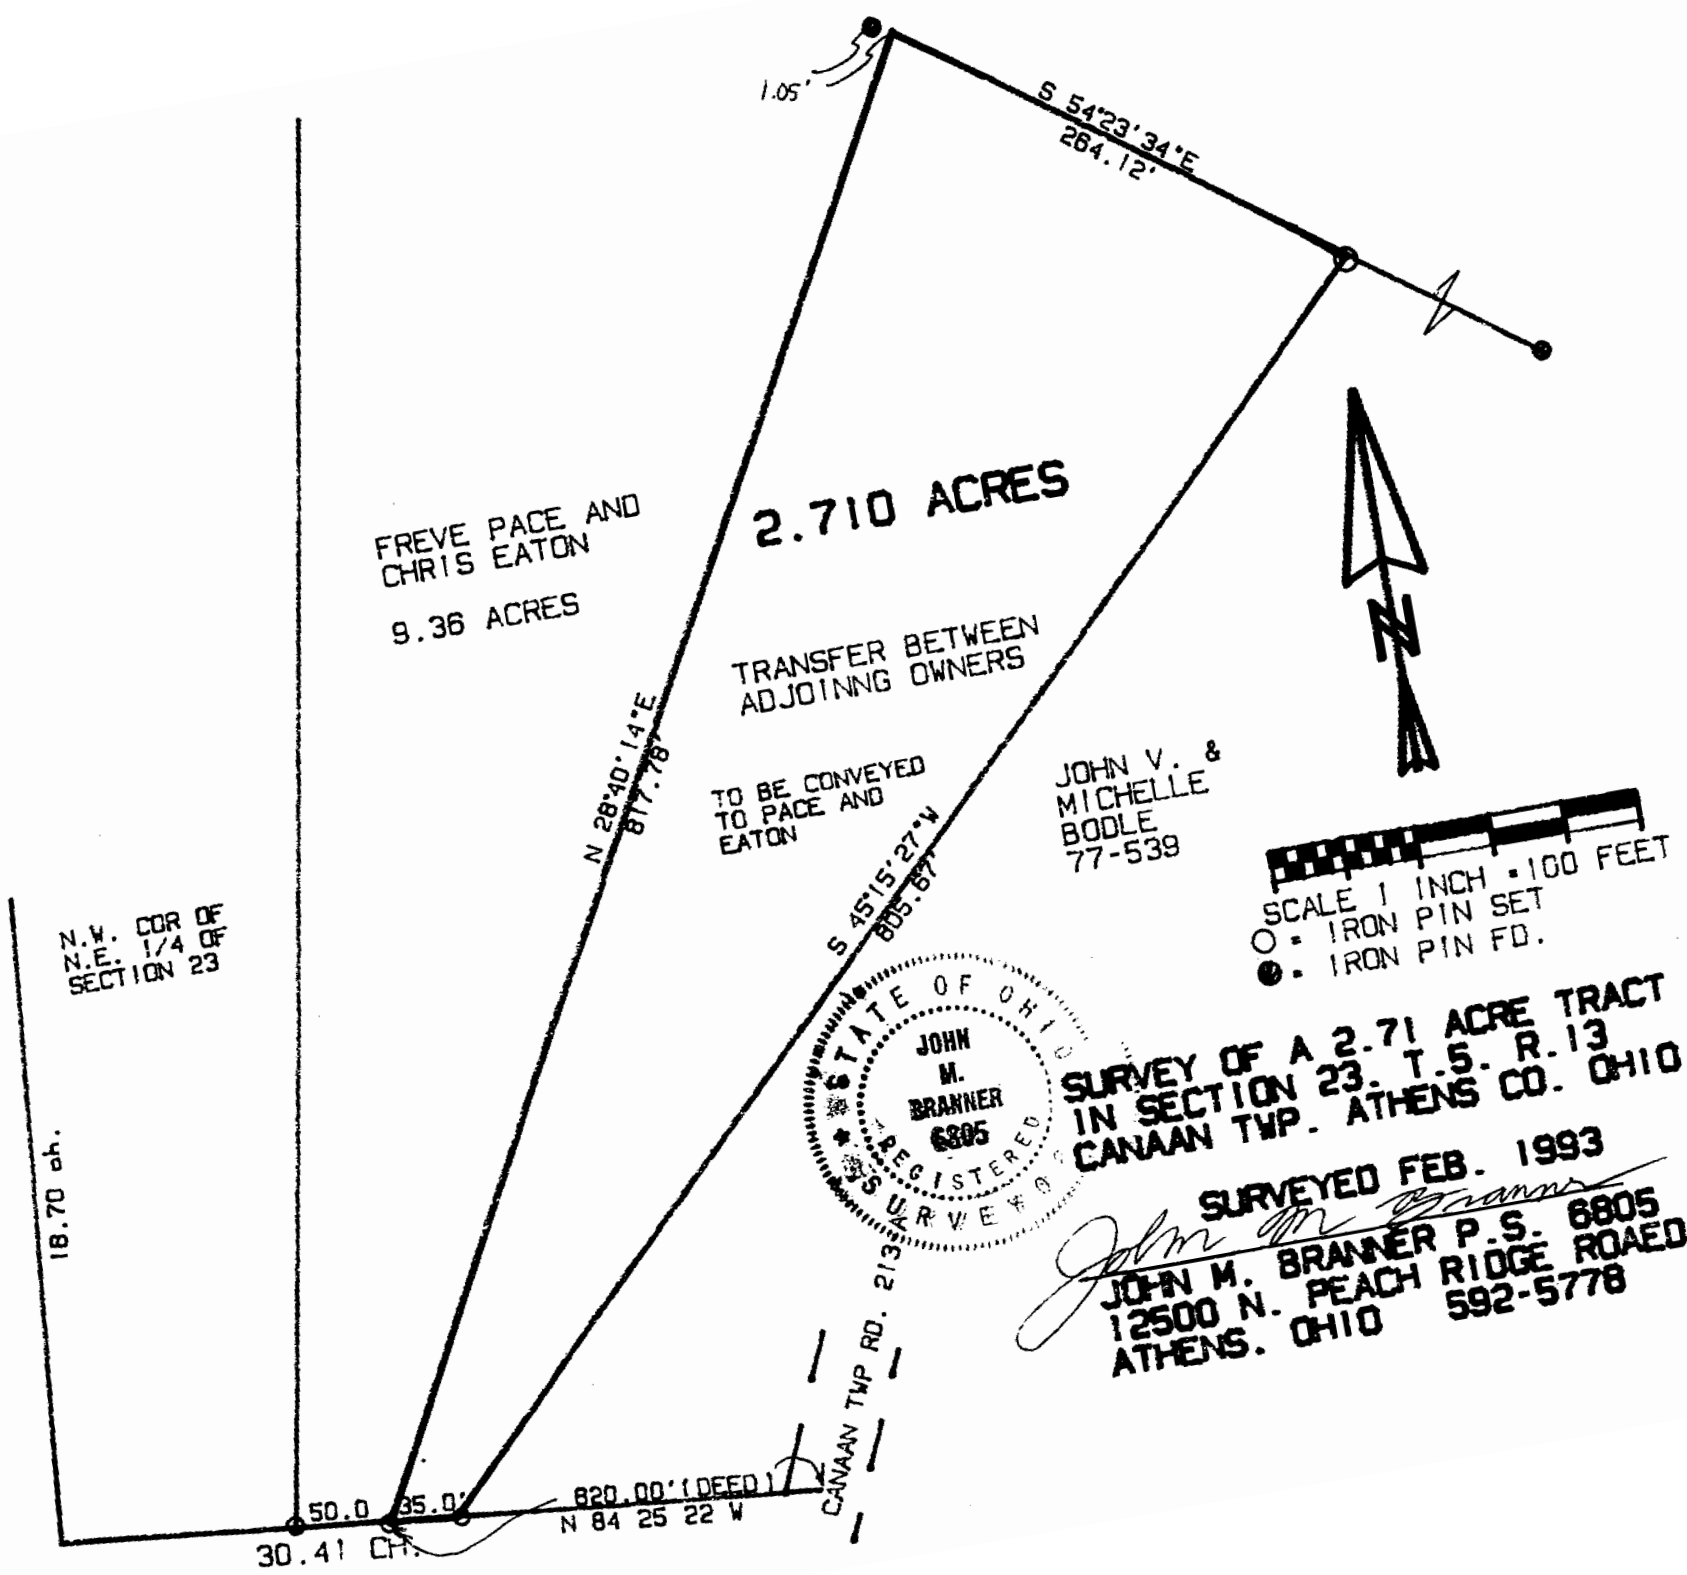 1.05'
S 54°23'34"E
264.12'
2.710 ACRES
FREVE PACE AND
CHRIS EATON
9.36 ACRES
TRANSFER BETWEEN
ADJOINNG OWNERS
N 28°40'14"E
817.78'
TO BE CONVEYED
TO PACE AND
EATON
JOHN V. &
MICHELLE
BODLE
77-539
S 45°15'27"W
805.67'
N
SCALE 1 INCH = 100 FEET
O = IRON PIN SET
= IRON PIN FD.
N.W. COR OF
N.E. 1/4 OF
SECTION 23
18.70 ch.
STATE OF OHIO
JOHN
M.
BRANNER
6805
REGISTERED
SURVEYOR
SURVEY OF A 2.71 ACRE TRACT
IN SECTION 23. T.5. R.13
CANAAN TWP. ATHENS CO. OHIO
SURVEYED FEB. 1993
John M Branner
JOHN M. BRANNER P.S. 6805
12500 N. PEACH RIDGE ROAED
ATHENS. OHIO 592-5778
CANAAN TWP RD. 213
50.0
35.0'
820.00'(DEED)
N 84 25 22 W
30.41 CH.